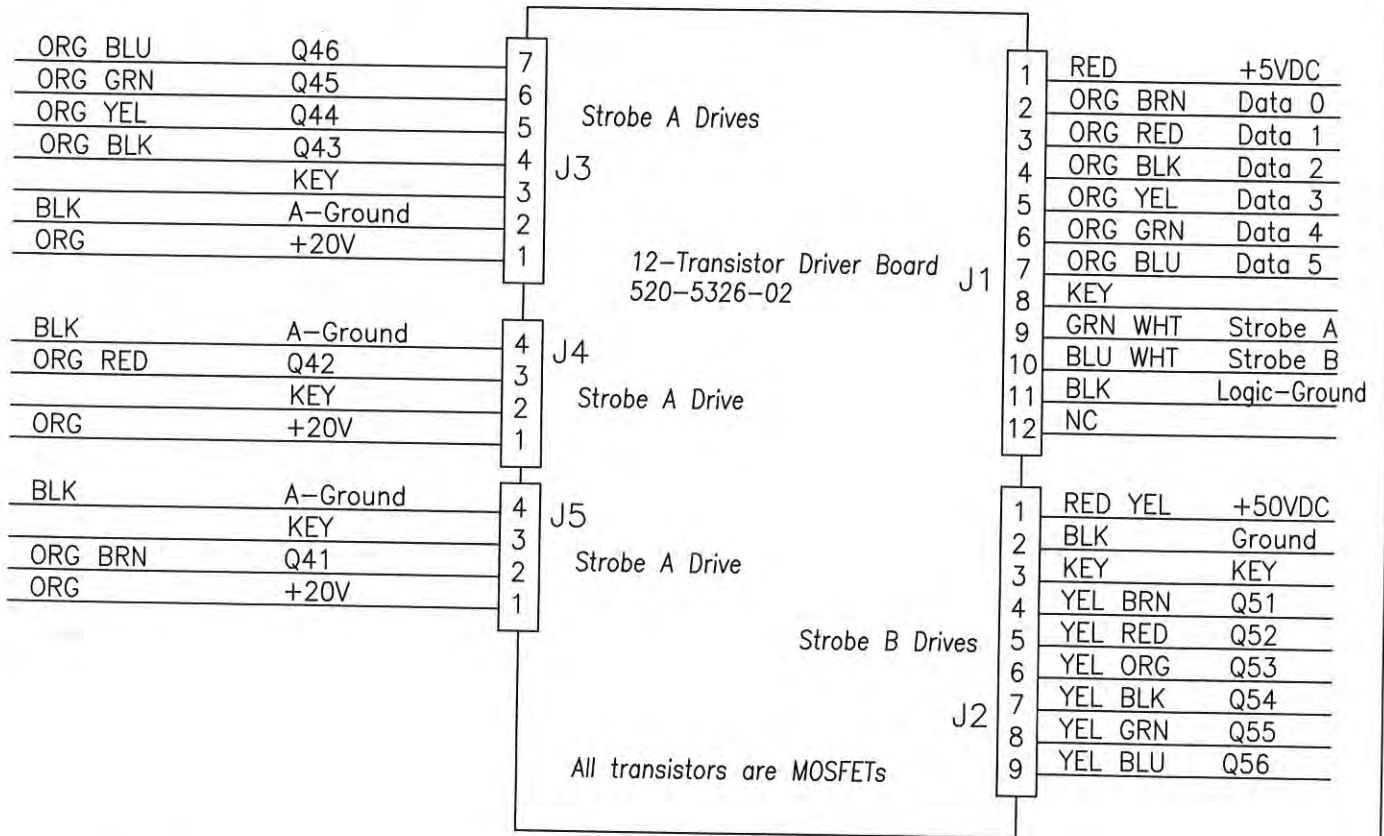 ORG BLU Q46 7
ORG GRN Q45 6
ORG YEL Q44 5
ORG BLK Q43 4
KEY 3
BLK A-Ground 2
ORG +20V 1
J3
Strobe A Drives
BLK A-Ground 4
ORG RED Q42 3
KEY 2
ORG +20V 1
J4
Strobe A Drive
BLK A-Ground 4
KEY 3
ORG BRN Q41 2
ORG +20V 1
J5
Strobe A Drive
12-Transistor Driver Board
520-5326-02
J1
1 RED +5VDC
2 ORG BRN Data 0
3 ORG RED Data 1
4 ORG BLK Data 2
5 ORG YEL Data 3
6 ORG GRN Data 4
7 ORG BLU Data 5
8 KEY
9 GRN WHT Strobe A
10 BLU WHT Strobe B
11 BLK Logic-Ground
12 NC
Strobe B Drives
J2
1 RED YEL +50VDC
2 BLK Ground
3 KEY KEY
4 YEL BRN Q51
5 YEL RED Q52
6 YEL ORG Q53
7 YEL BLK Q54
8 YEL GRN Q55
9 YEL BLU Q56
All transistors are MOSFETs